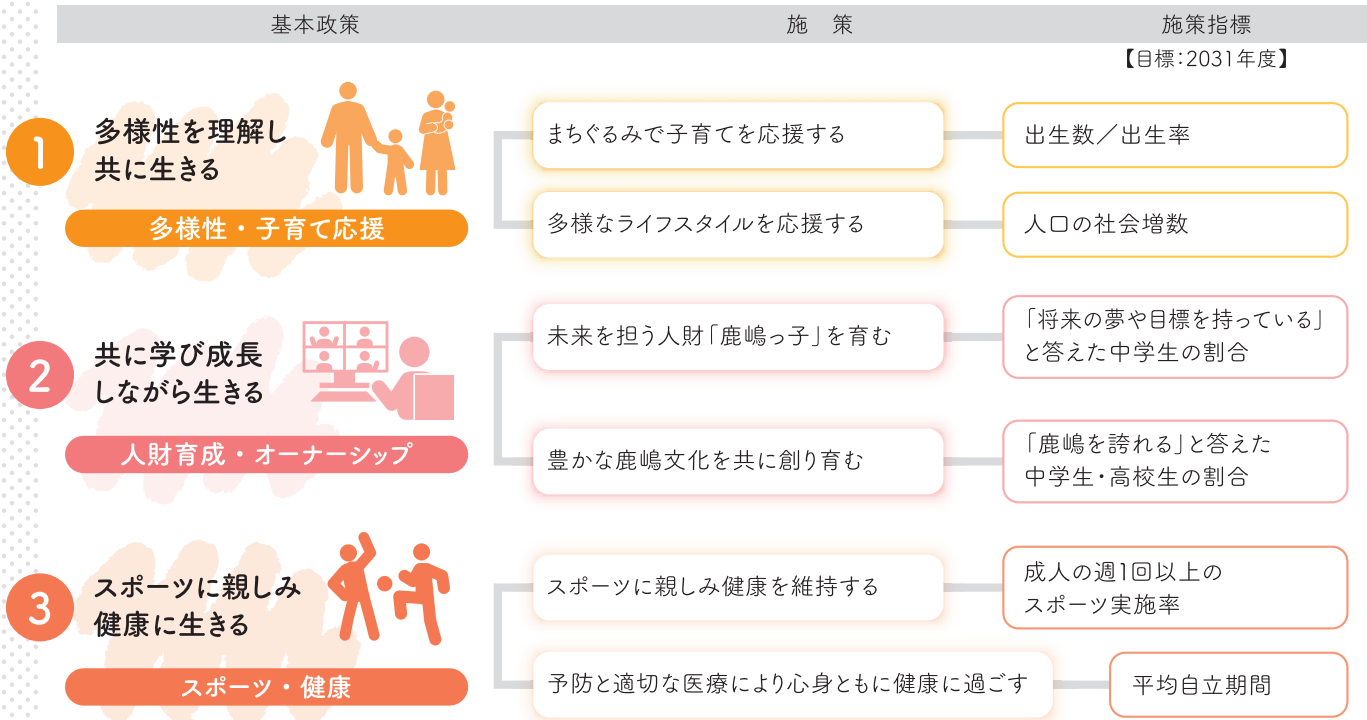 基本政策
施　策
施策指標
【目標：2031年度】
1
多様性を理解し
共に生きる
多様性・子育て応援
まちぐるみで子育てを応援する
出生数／出生率
多様なライフスタイルを応援する
人口の社会増数
2
共に学び成長
しながら生きる
人財育成・オーナーシップ
未来を担う人財「鹿嶋っ子」を育む
「将来の夢や目標を持っている」
と答えた中学生の割合
豊かな鹿嶋文化を共に創り育む
「鹿嶋を誇れる」と答えた
中学生・高校生の割合
3
スポーツに親しみ
健康に生きる
スポーツ・健康
スポーツに親しみ健康を維持する
成人の週1回以上の
スポーツ実施率
予防と適切な医療により心身ともに健康に過ごす
平均自立期間